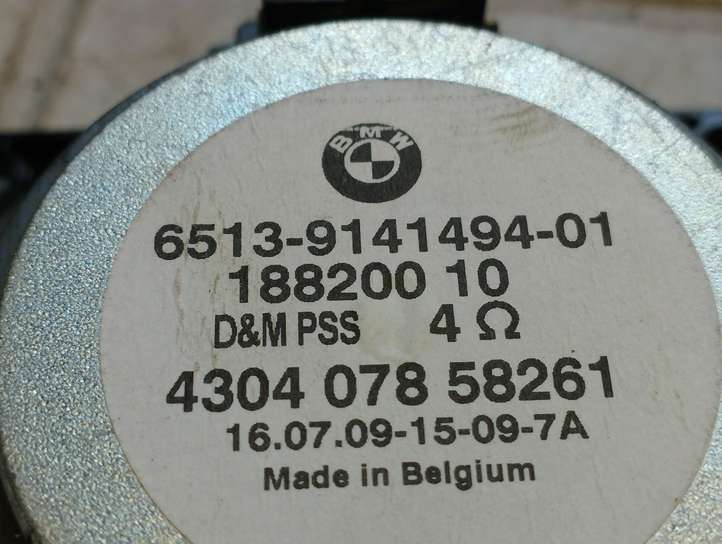 BMW
6513-9141494-01
188200 10
D&M PSS 4 Ω
4304 078 58261
16.07.09-15-09-7A
Made in Belgium